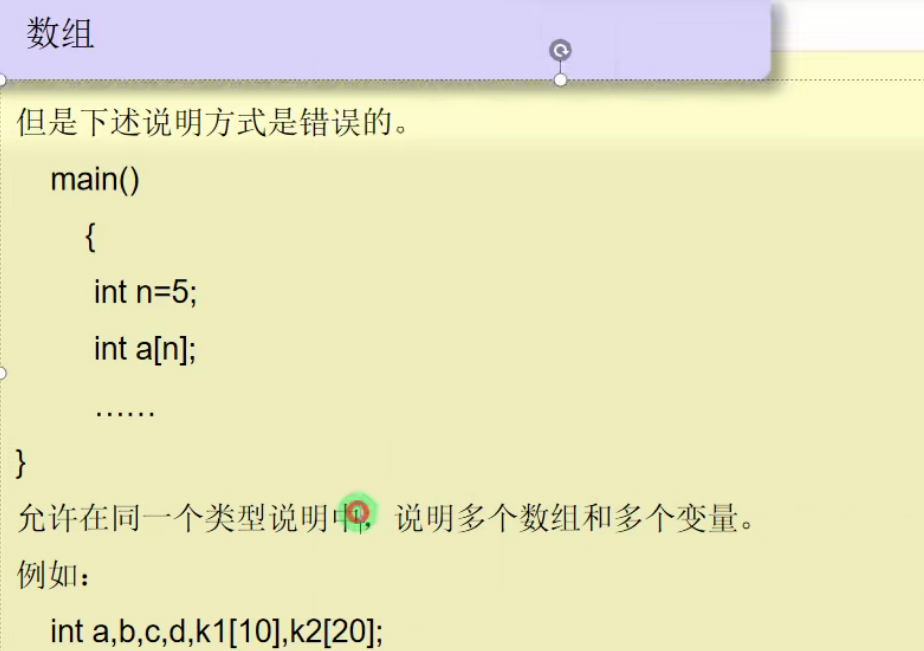 数组
但是下述说明方式是错误的。
main()
{
int n=5;
int a[n];
……
}
允许在同一个类型说明中，说明多个数组和多个变量。
例如：
int a,b,c,d,k1[10],k2[20];